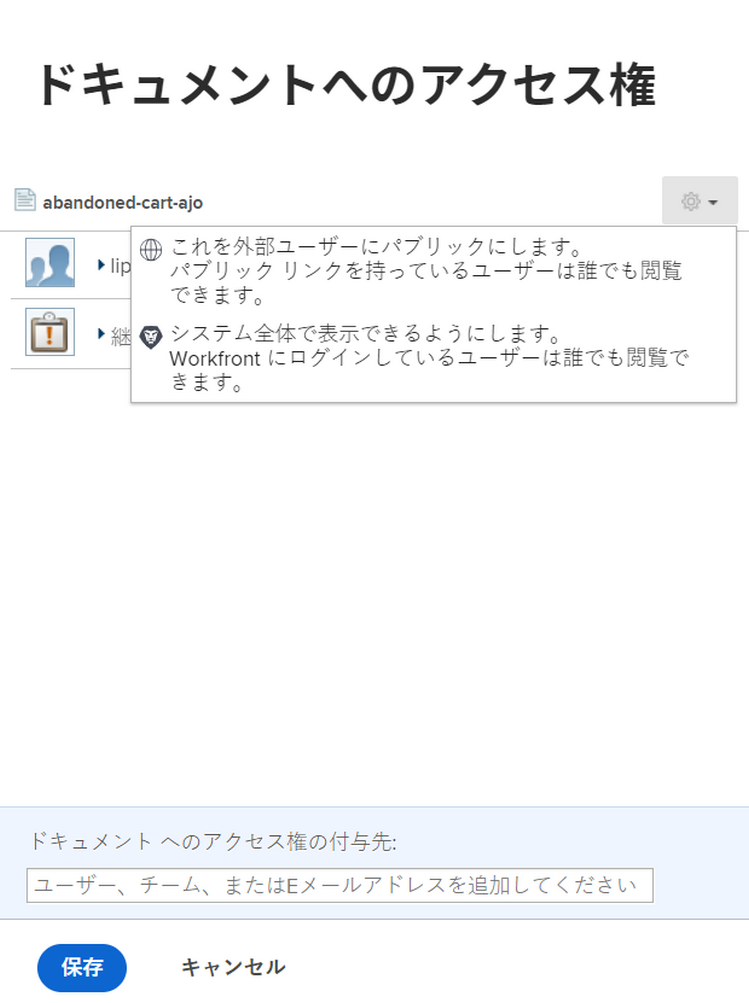 ドキュメントへのアクセス権
abandoned-cart-ajo
これを外部ユーザーにパブリックにします。
パブリック リンクを持っているユーザーは誰でも閲覧
できます。
lip
システム全体で表示できるようにします。
継
Workfront にログインしているユーザーは誰でも閲覧で
きます。
ドキュメント へのアクセス権の付与先:
ユーザー、チーム、またはEメールアドレスを追加してください
保存 キャンセル